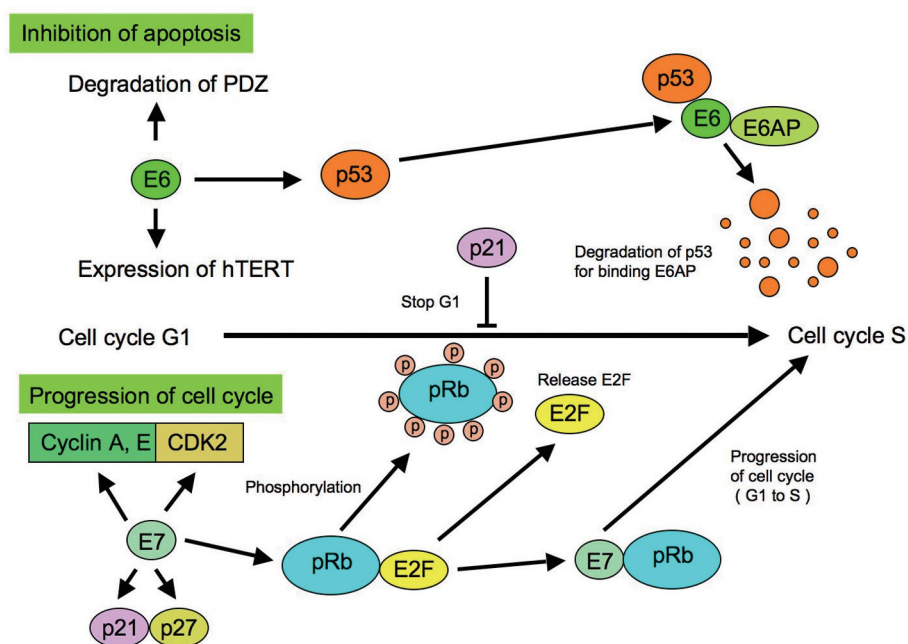 Inhibition of apoptosis
Degradation of PDZ
E6
p53
p53
E6
E6AP
Expression of hTERT
p21
Stop G1
Degradation of p53
for binding E6AP
Cell cycle G1
Cell cycle S
Progression of cell cycle
Cyclin A, E
CDK2
p
p
p
p
p
p
p
p
p
pRb
Release E2F
E2F
Phosphorylation
Progression
of cell cycle
( G1 to S )
E7
pRb
E2F
E7
pRb
p21
p27